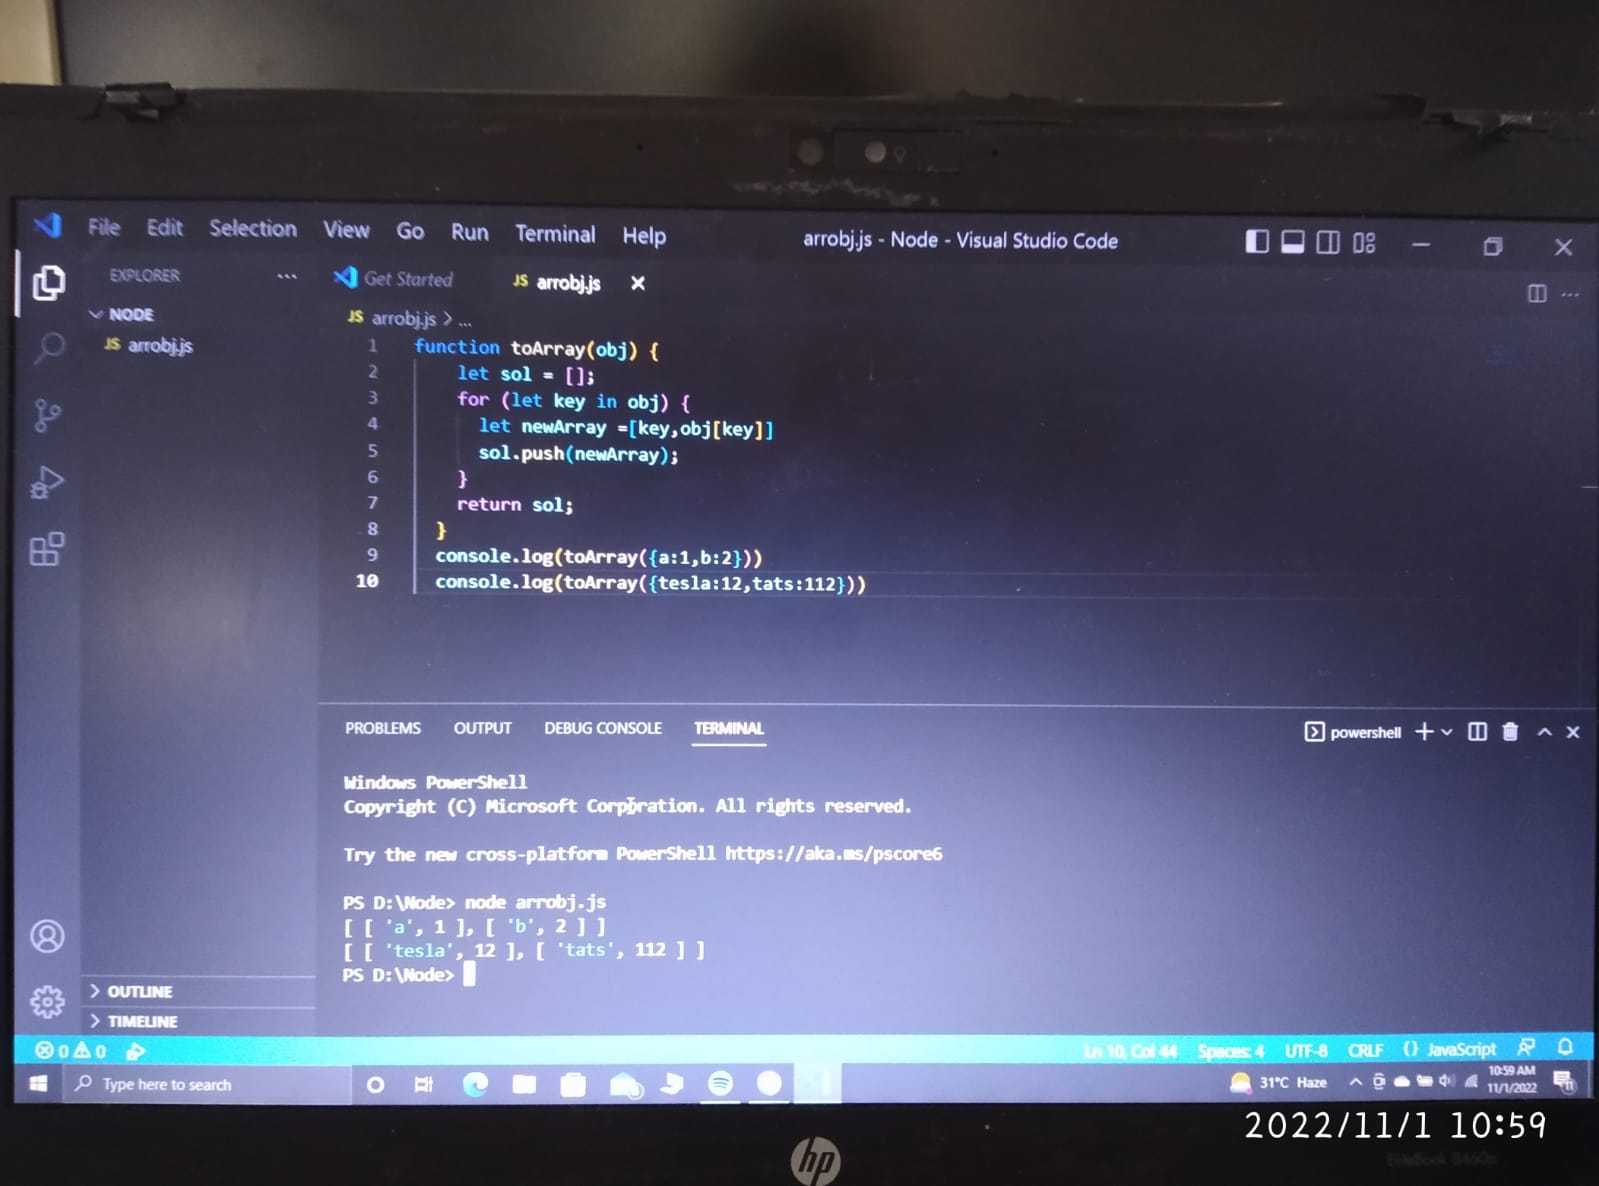 File Edit Selection View Go Run Terminal Help arrobj.js - Node - Visual Studio Code
EXPLORER ...
Get Started JS arrobj.js
NODE
JS arrobj.js > ...
JS arrobj.js
1 function toArray(obj) {
2 let sol = [];
3 for (let key in obj) {
4 let newArray =[key,obj[key]]
5 sol.push(newArray);
6 }
7 return sol;
8 }
9 console.log(toArray({a:1,b:2}))
10 console.log(toArray({tesla:12,tats:112}))
PROBLEMS OUTPUT DEBUG CONSOLE TERMINAL powershell
Windows PowerShell
Copyright (C) Microsoft Corporation. All rights reserved.
Try the new cross-platform PowerShell https://aka.ms/pscore6
PS D:\Node> node arrobj.js
[ [ 'a', 1 ], [ 'b', 2 ] ]
[ [ 'tesla', 12 ], [ 'tats', 112 ] ]
PS D:\Node>
OUTLINE
TIMELINE
0 0 Ln 10, Col 44 Spaces: 4 UTF-8 CRLF {} JavaScript
Type here to search 31°C Haze 10:59 AM
11/1/2022
2022/11/1 10:59
hp
EliteBook